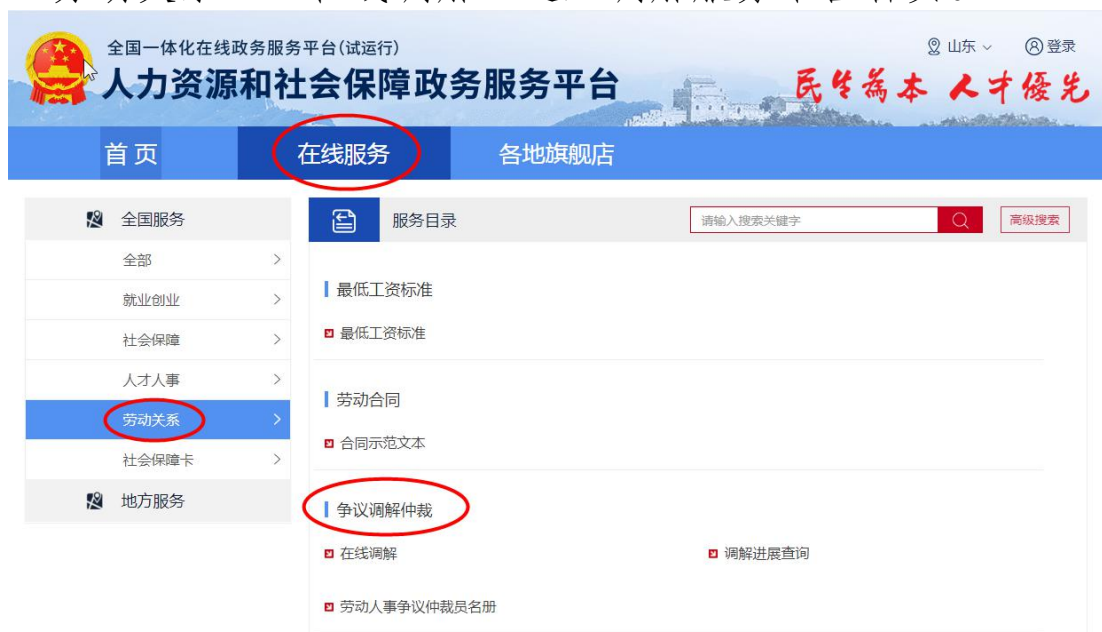 全国一体化在线政务服务平台(试运行)
山东
登录
人力资源和社会保障政务服务平台
民生為本 人才優先
首页
在线服务
各地旗舰店
全国服务
服务目录
请输入搜索关键字
高级搜索
全部
就业创业
社会保障
人才人事
劳动关系
社会保障卡
地方服务
最低工资标准
最低工资标准
劳动合同
合同示范文本
争议调解仲裁
在线调解
调解进展查询
劳动人事争议仲裁员名册